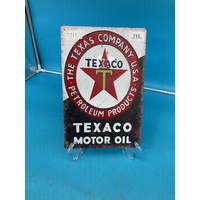 THE TEXAS COMPANY U.S.A.
TEXACO
T
PETROLEUM PRODUCTS
TEXACO
MOTOR OIL